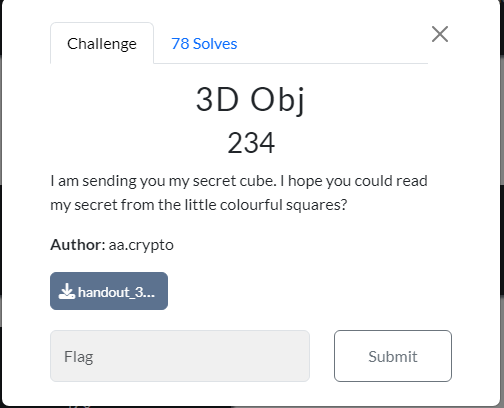 Challenge
78 Solves
3D Obj
234
I am sending you my secret cube. I hope you could read
my secret from the little colourful squares?
Author: aa.crypto
handout_3...
Flag
Submit